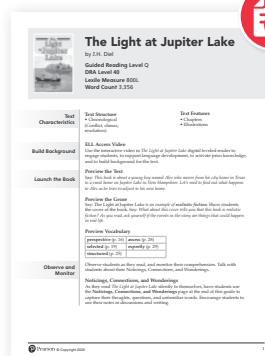 The Light at Jupiter Lake
by J.H. Diel
Guided Reading Level Q
DRA Level 40
Lexile Measure 800L
Word Count 3,356
Text
Characteristics
Text Structure
• Chronological
(Conflict, climax,
resolution)
Text Features
• Chapters
• Illustrations
Build Background
ELL Access Video
Use the interactive video in The Light at Jupiter Lake digital leveled reader to
engage students, to support language development, to activate prior knowledge,
and to build background for the text.
Launch the Book
Preview the Text
Say: This book is about a young boy named Alex who moves from his city home in Texas
to a rural home on Jupiter Lake in New Hampshire. Let's read to find out what happens
to Alex as he tries to adjust to his new home.
Preview the Genre
Say: The Light at Jupiter Lake is an example of realistic fiction. Have students
the cover of the book. Say: What about this cover tells you that this book is realistic
fiction? As you read, ask yourself if the events in the story are things that could happen
in real life.
Preview Vocabulary
perspective (p. 16) access (p. 28)
selected (p. 19) expertly (p. 29)
structural (p. 25)
Observe and
Monitor
Observe students as they read, and monitor their comprehension. Talk with
students about their Noticings, Connections, and Wonderings.
Noticings, Connections, and Wonderings
As they read The Light at Jupiter Lake silently to themselves, have students use
the Noticings, Connections, and Wonderings page at the end of this guide to
capture their thoughts, questions, and unfamiliar words. Encourage students to
use their notes in discussions and writing.
Pearson © Copyright 2020
1